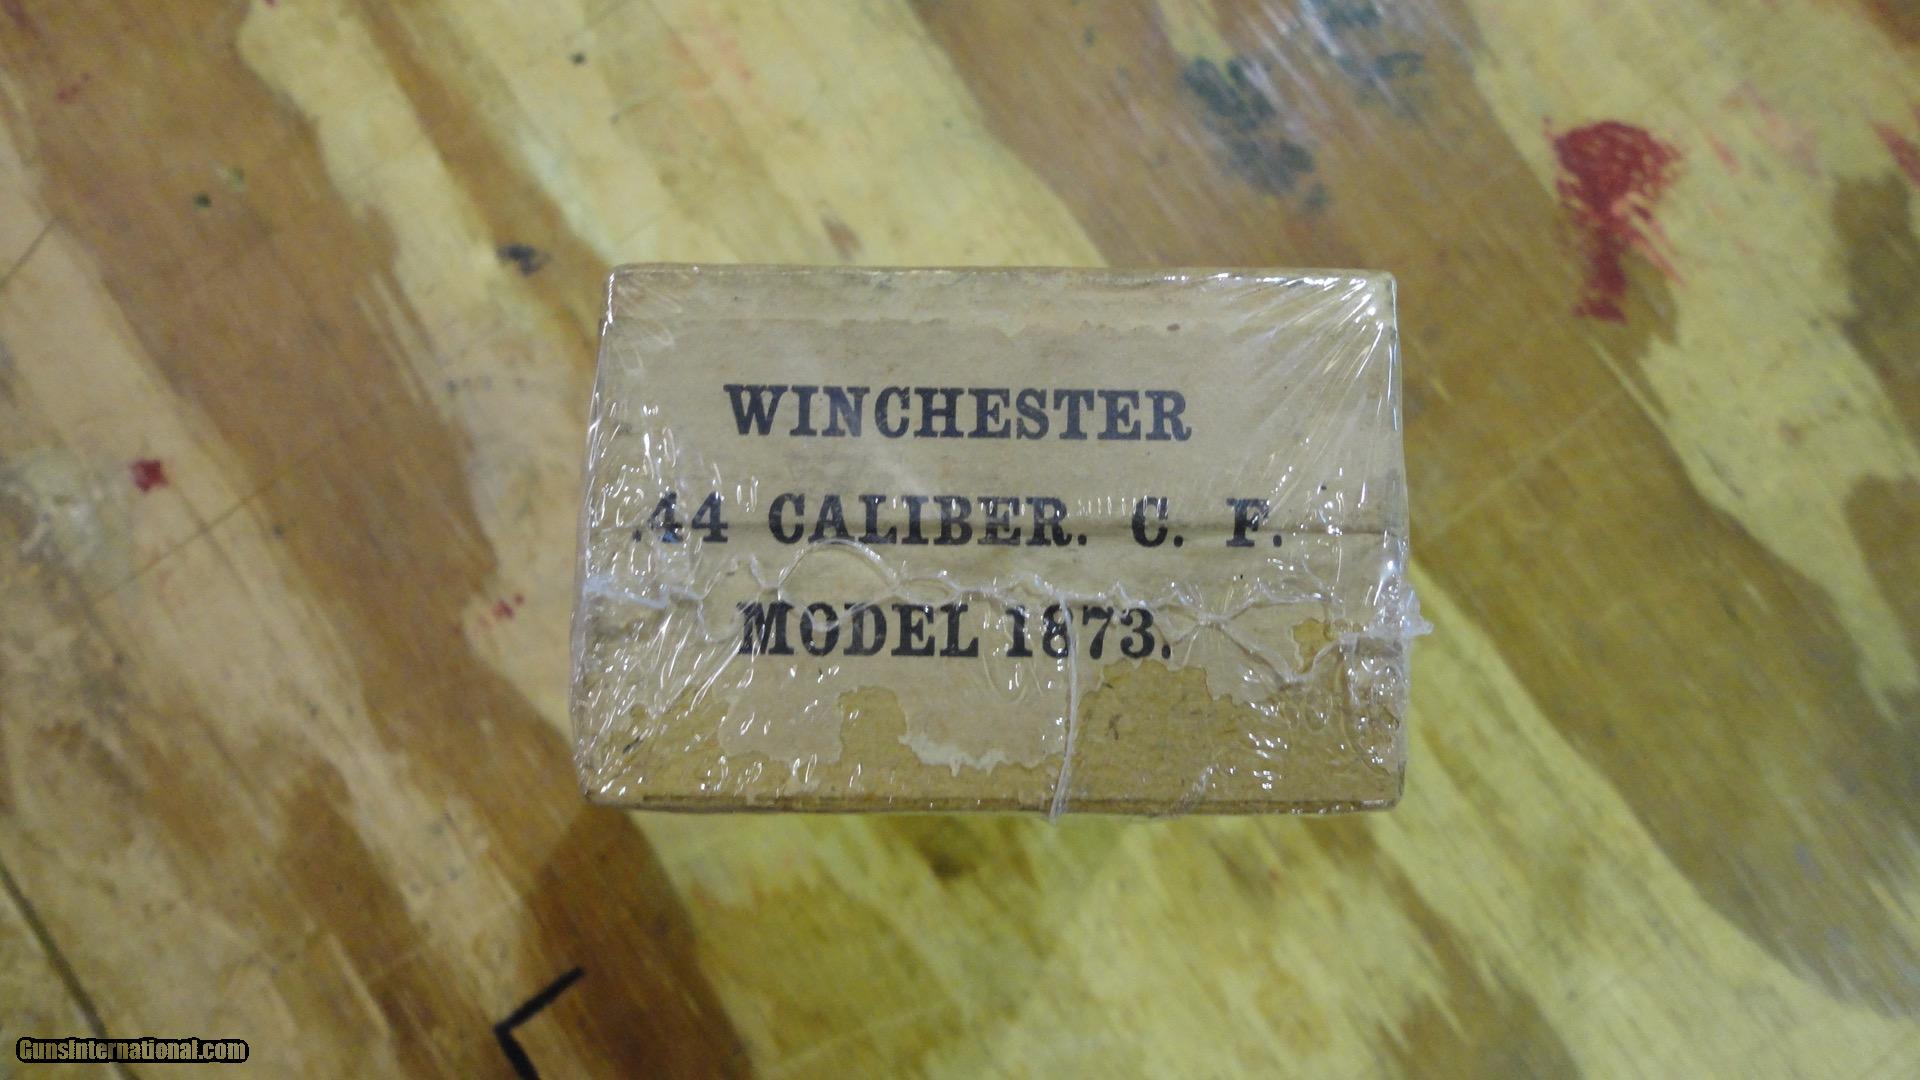 WINCHESTER
.44 CALIBER. C. F.
MODEL 1873.
GunsInternational.com